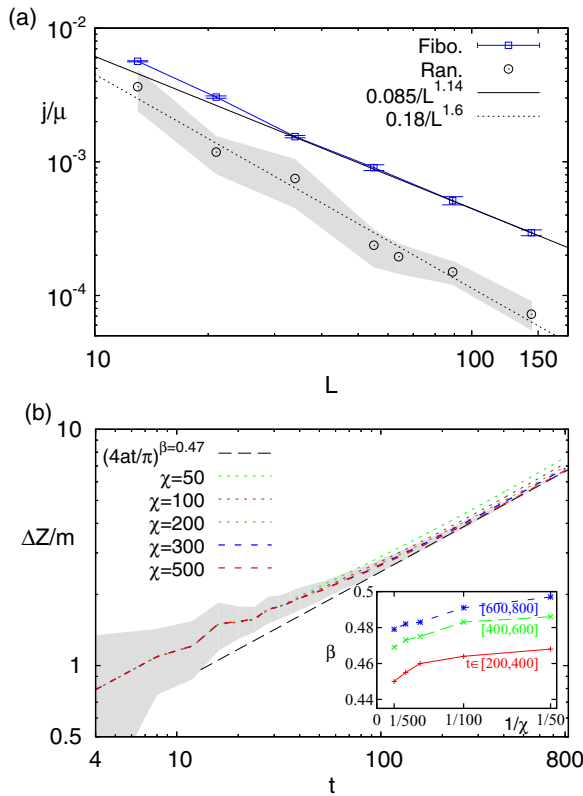 (a)
10^-2
j/μ
10^-3
10^-4
Fibo.
Ran.
0.085/L^1.14
0.18/L^1.6
10 100 150
L
(b)
10
(4at/π)^β=0.47
χ=50
χ=100
χ=200
χ=300
χ=500
ΔZ/m
1
0.5
4 10 100 800
t
0.5
0.48
β
0.46
0.44
[600,800]
[400,600]
t∈[200,400]
0 1/500 1/100 1/χ 1/50